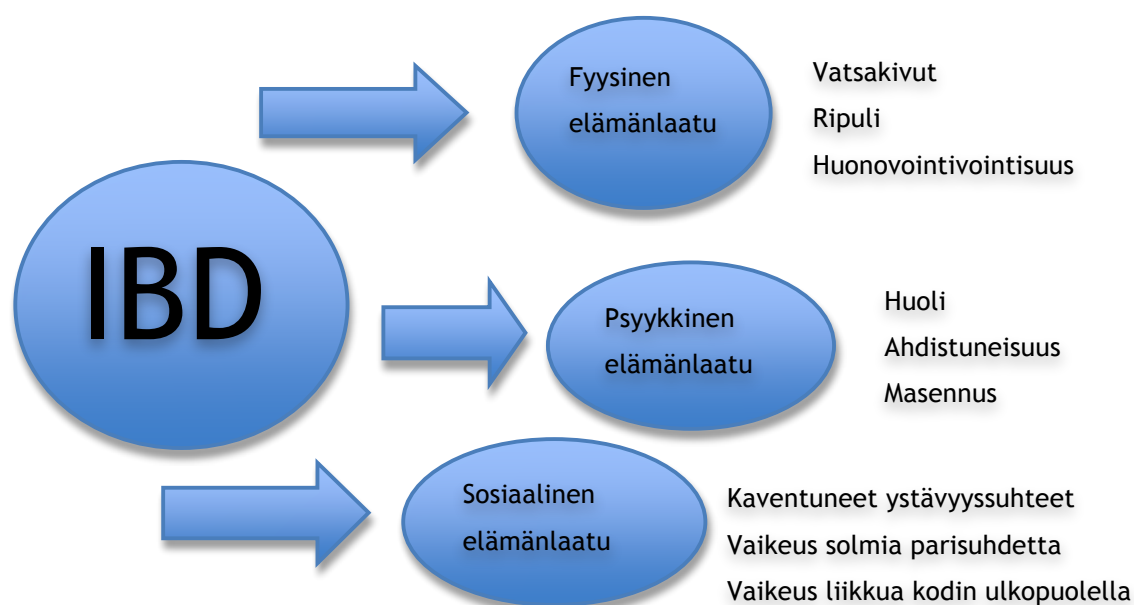 Fyysinen
elämänlaatu
Vatsakivut
Ripuli
Huonovointivointisuus
IBD
Psyykkinen
elämänlaatu
Huoli
Ahdistuneisuus
Masennus
Sosiaalinen
elämänlaatu
Kaventuneet ystävyyssuhteet
Vaikeus solmia parisuhdetta
Vaikeus liikkua kodin ulkopuolella